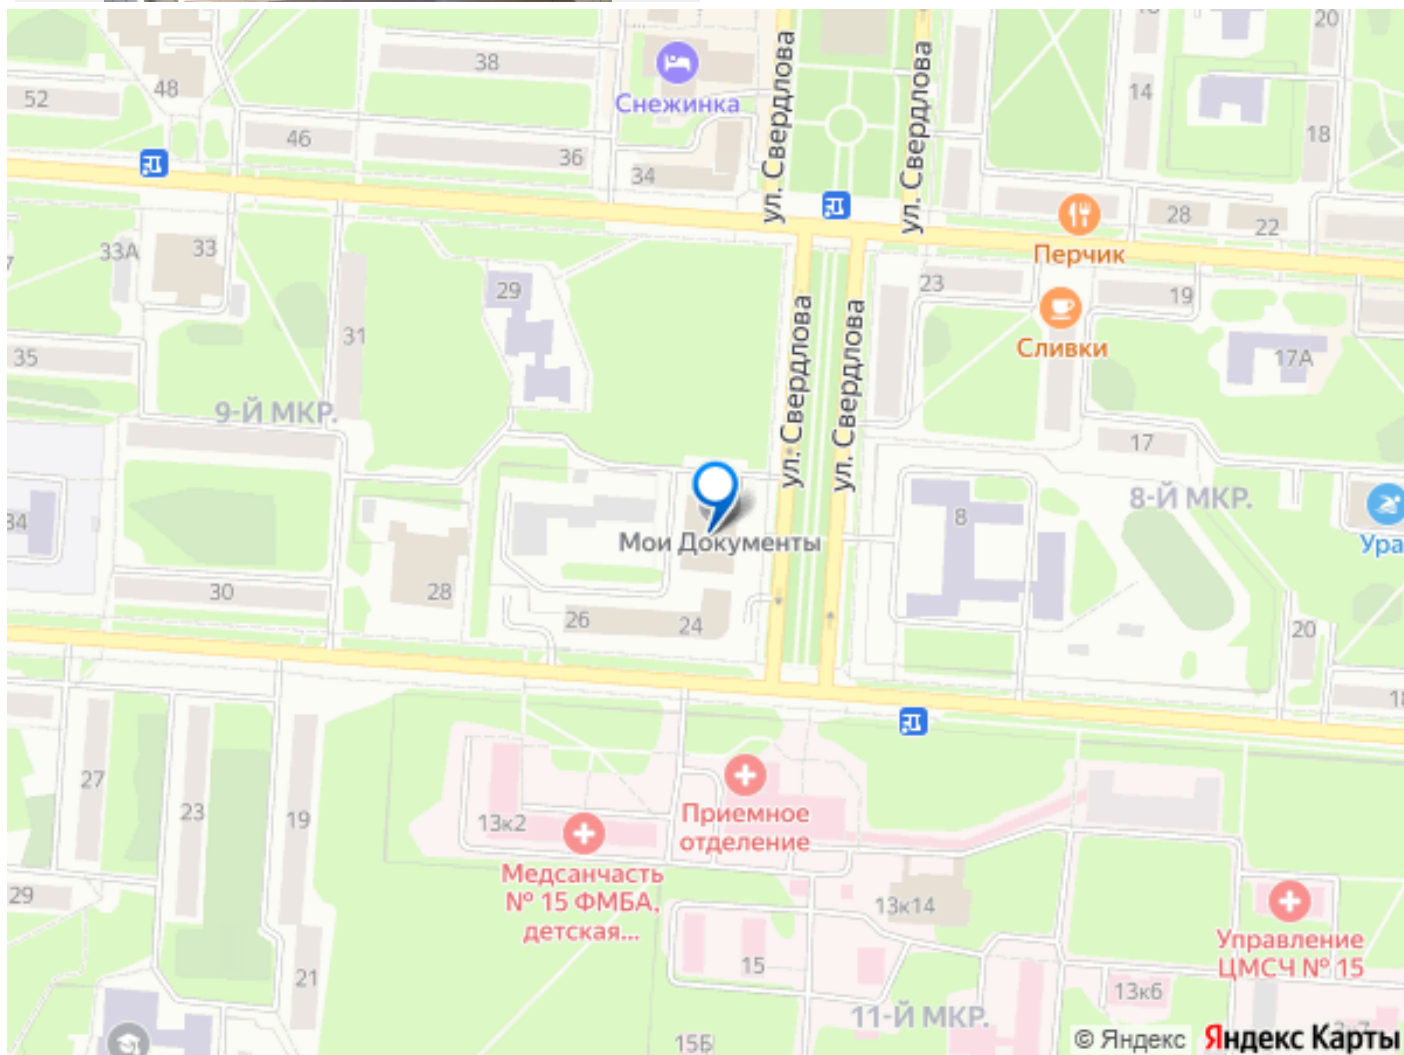 20
38
48
52
Снежинка
14
46
18
36
34
ул. Свердлова
ул. Свердлова
28
22
Перчик
33А
33
29
23
19
31
35
Сливки
17А
ул. Свердлова
ул. Свердлова
9-Й МКР.
17
8-Й МКР.
8
34
Мои Документы
Ура
30
28
26
24
20
27
23
19
13к2
Приемное
отделение
Медсанчасть
№ 15 ФМБА,
детская...
29
13к14
Управление
ЦМСЧ № 15
15
21
13к6
11-Й МКР.
15Б
© Яндекс Яндекс Карты